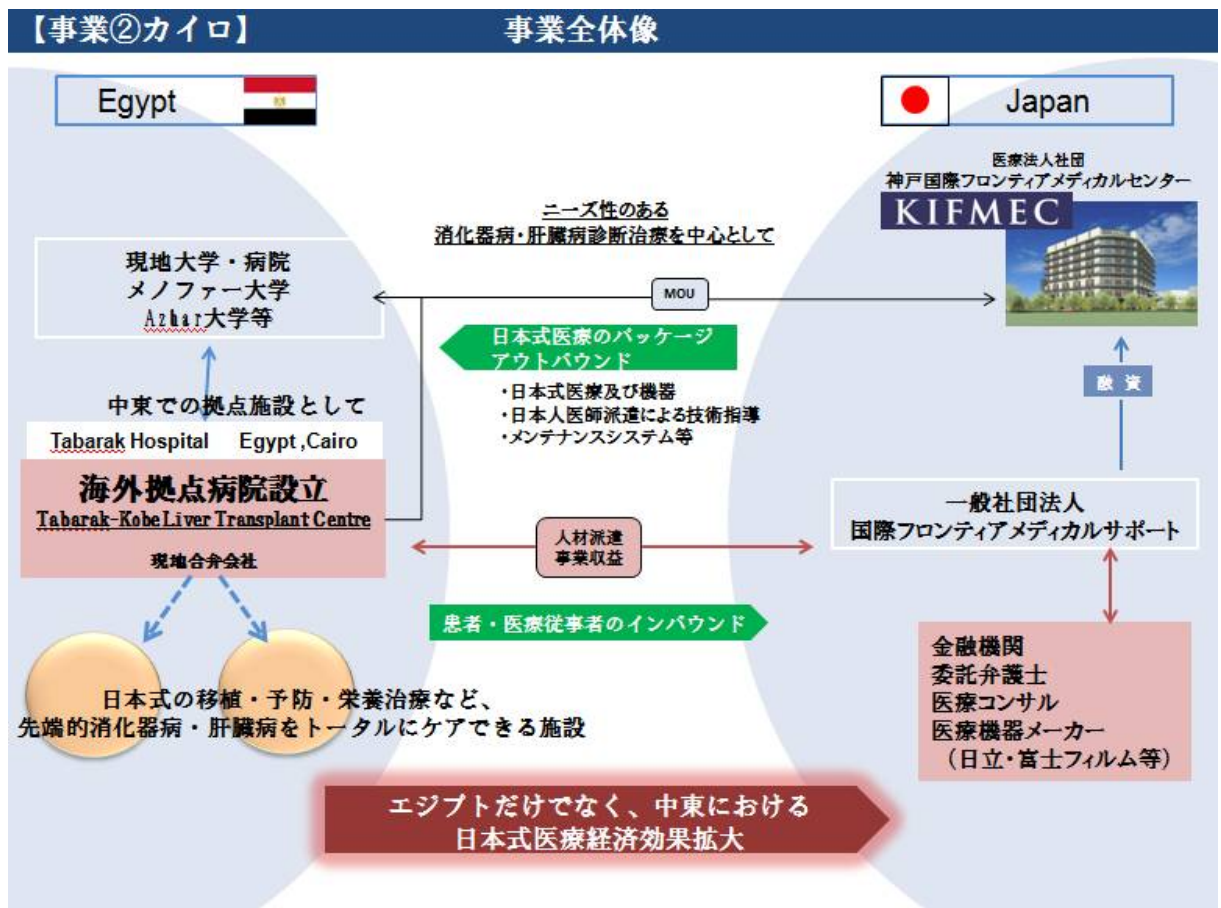 【事業②カイロ】 事業全体像
Egypt
Japan
医療法人社団
神戸国際フロンティアメディカルセンター
KIFMEC
ニーズ性のある
消化器病・肝臓病診断治療を中心として
現地大学・病院
メノファー大学
Azhar大学等
MOU
日本式医療のパッケージ
アウトバウンド
・日本式医療及び機器
・日本人医師派遣による技術指導
・メンテナンスシステム等
融資
中東での拠点施設として
Tabarak Hospital Egypt ,Cairo
海外拠点病院設立
Tabarak-Kobe Liver Transplant Centre
現地合弁会社
一般社団法人
国際フロンティアメディカルサポート
人材派遣
事業収益
患者・医療従事者のインバウンド
日本式の移植・予防・栄養治療など、
先端的消化器病・肝臓病をトータルにケアできる施設
金融機関
委託弁護士
医療コンサル
医療機器メーカー
（日立・富士フィルム等）
エジプトだけでなく、中東における
日本式医療経済効果拡大